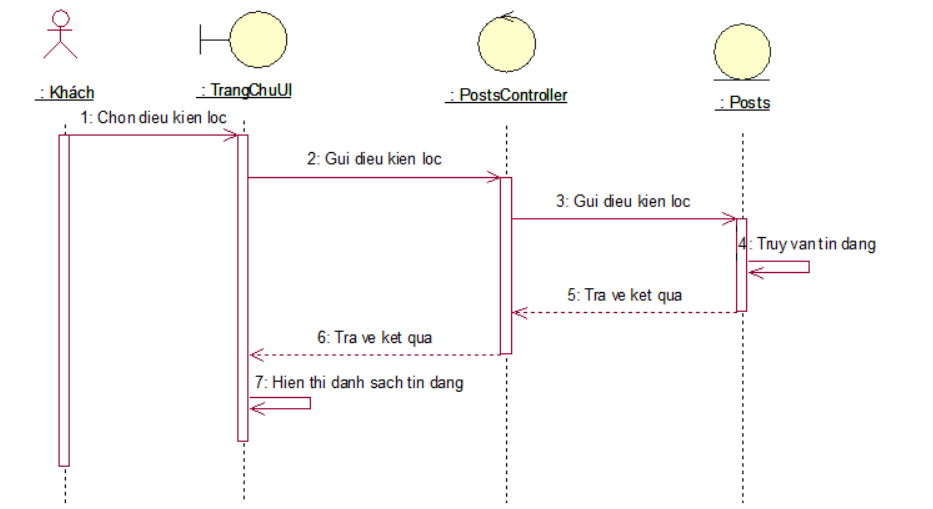 : Khách
: TrangChuUI
: PostsController
: Posts
1: Chon dieu kien loc
2: Gui dieu kien loc
3: Gui dieu kien loc
4: Truy van tin dang
5: Tra ve ket qua
6: Tra ve ket qua
7: Hien thi danh sach tin dang